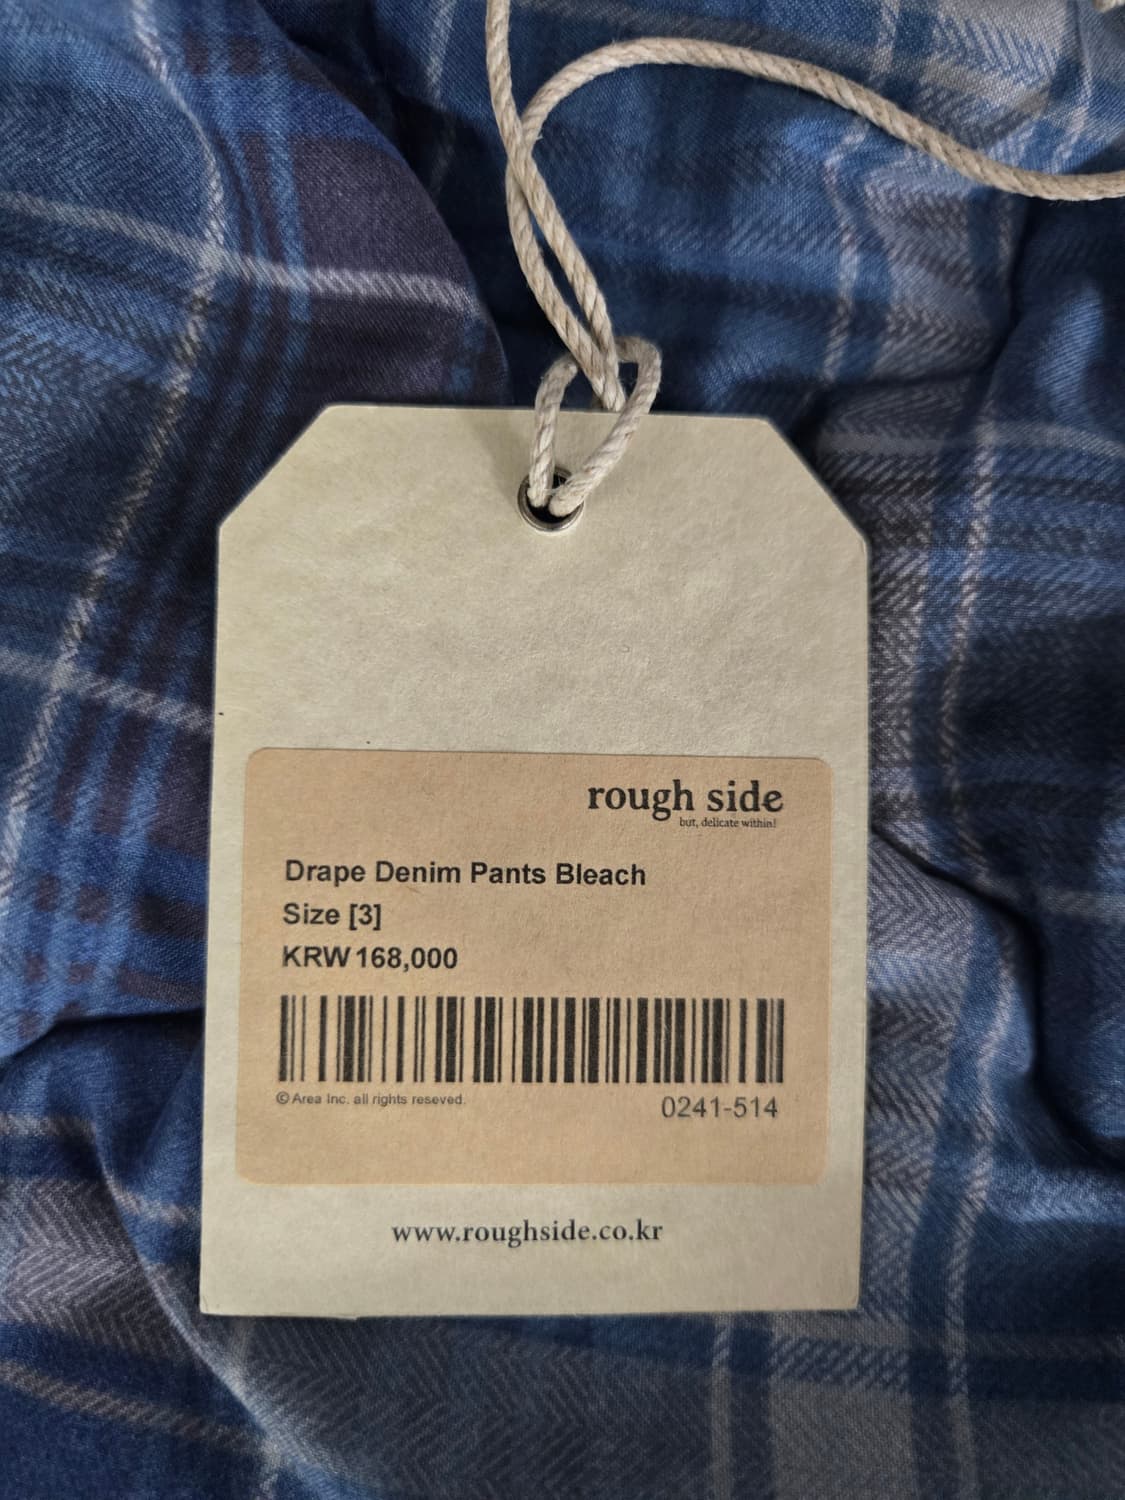 rough side
but, delicate within!
Drape Denim Pants Bleach
Size [3]
KRW 168,000
© Area Inc. all rights reseved.
0241-514
www.roughside.co.kr